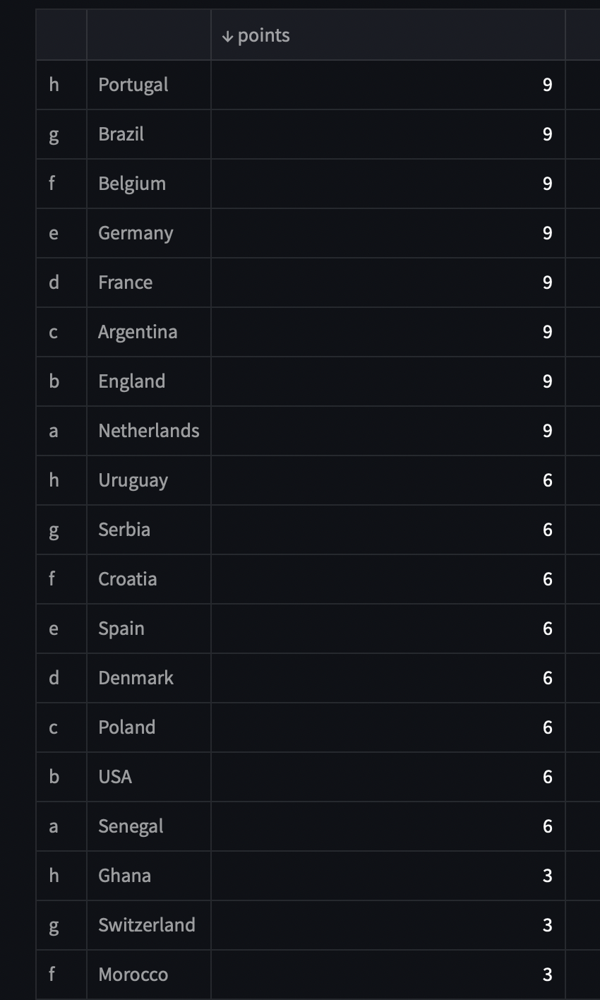 ↓ points
h Portugal 9
g Brazil 9
f Belgium 9
e Germany 9
d France 9
c Argentina 9
b England 9
a Netherlands 9
h Uruguay 6
g Serbia 6
f Croatia 6
e Spain 6
d Denmark 6
c Poland 6
b USA 6
a Senegal 6
h Ghana 3
g Switzerland 3
f Morocco 3